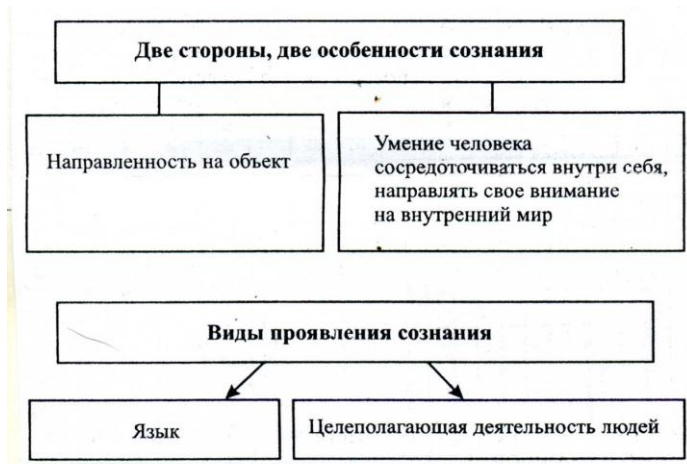 Две стороны, две особенности сознания
Направленность на объект
Умение человека
сосредоточиваться внутри себя,
направлять свое внимание
на внутренний мир
Виды проявления сознания
Язык
Целеполагающая деятельность людей